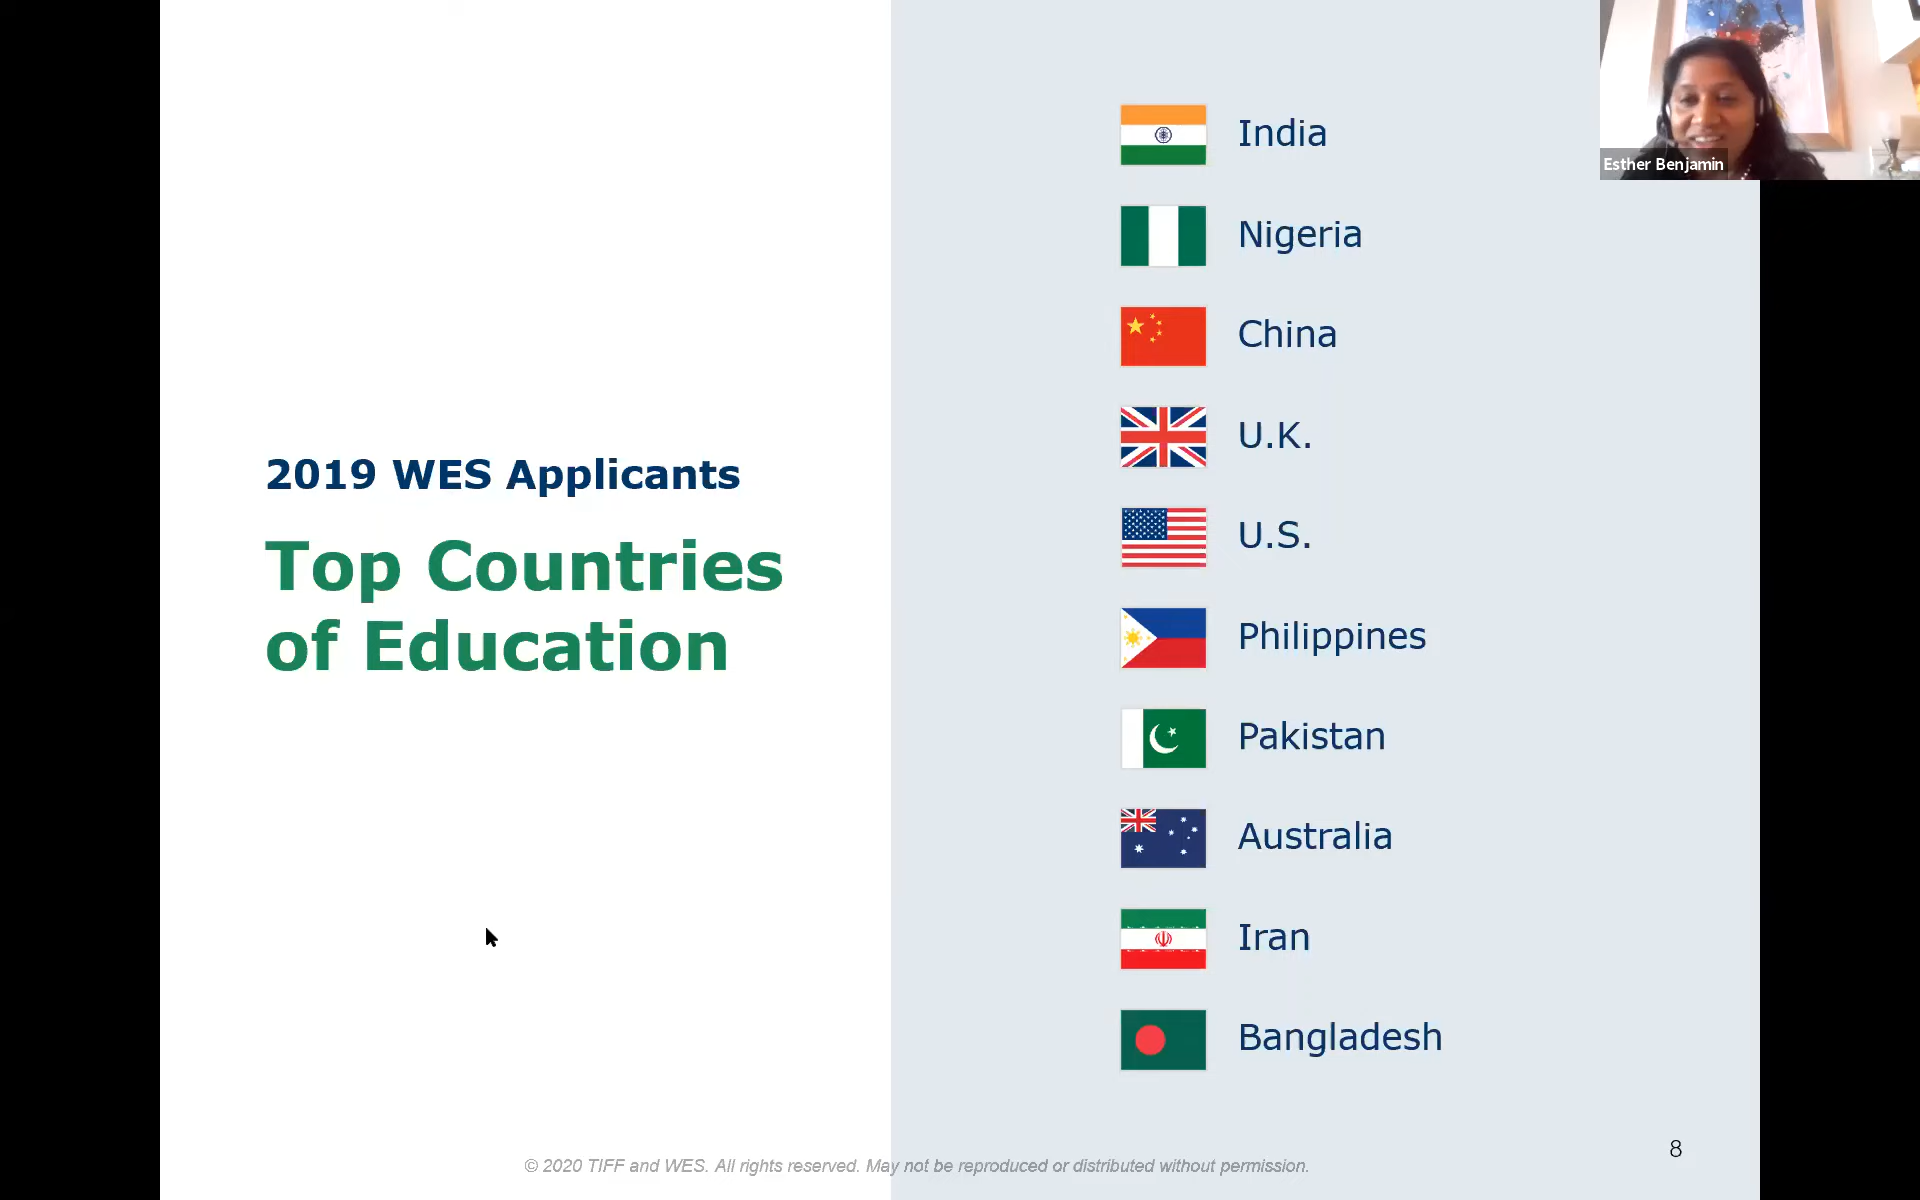 2019 WES Applicants
Top Countries
of Education
India
Nigeria
China
U.K.
U.S.
Philippines
Pakistan
Australia
Iran
Bangladesh
Esther Benjamin
8
© 2020 TIFF and WES. All rights reserved. May not be reproduced or distributed without permission.